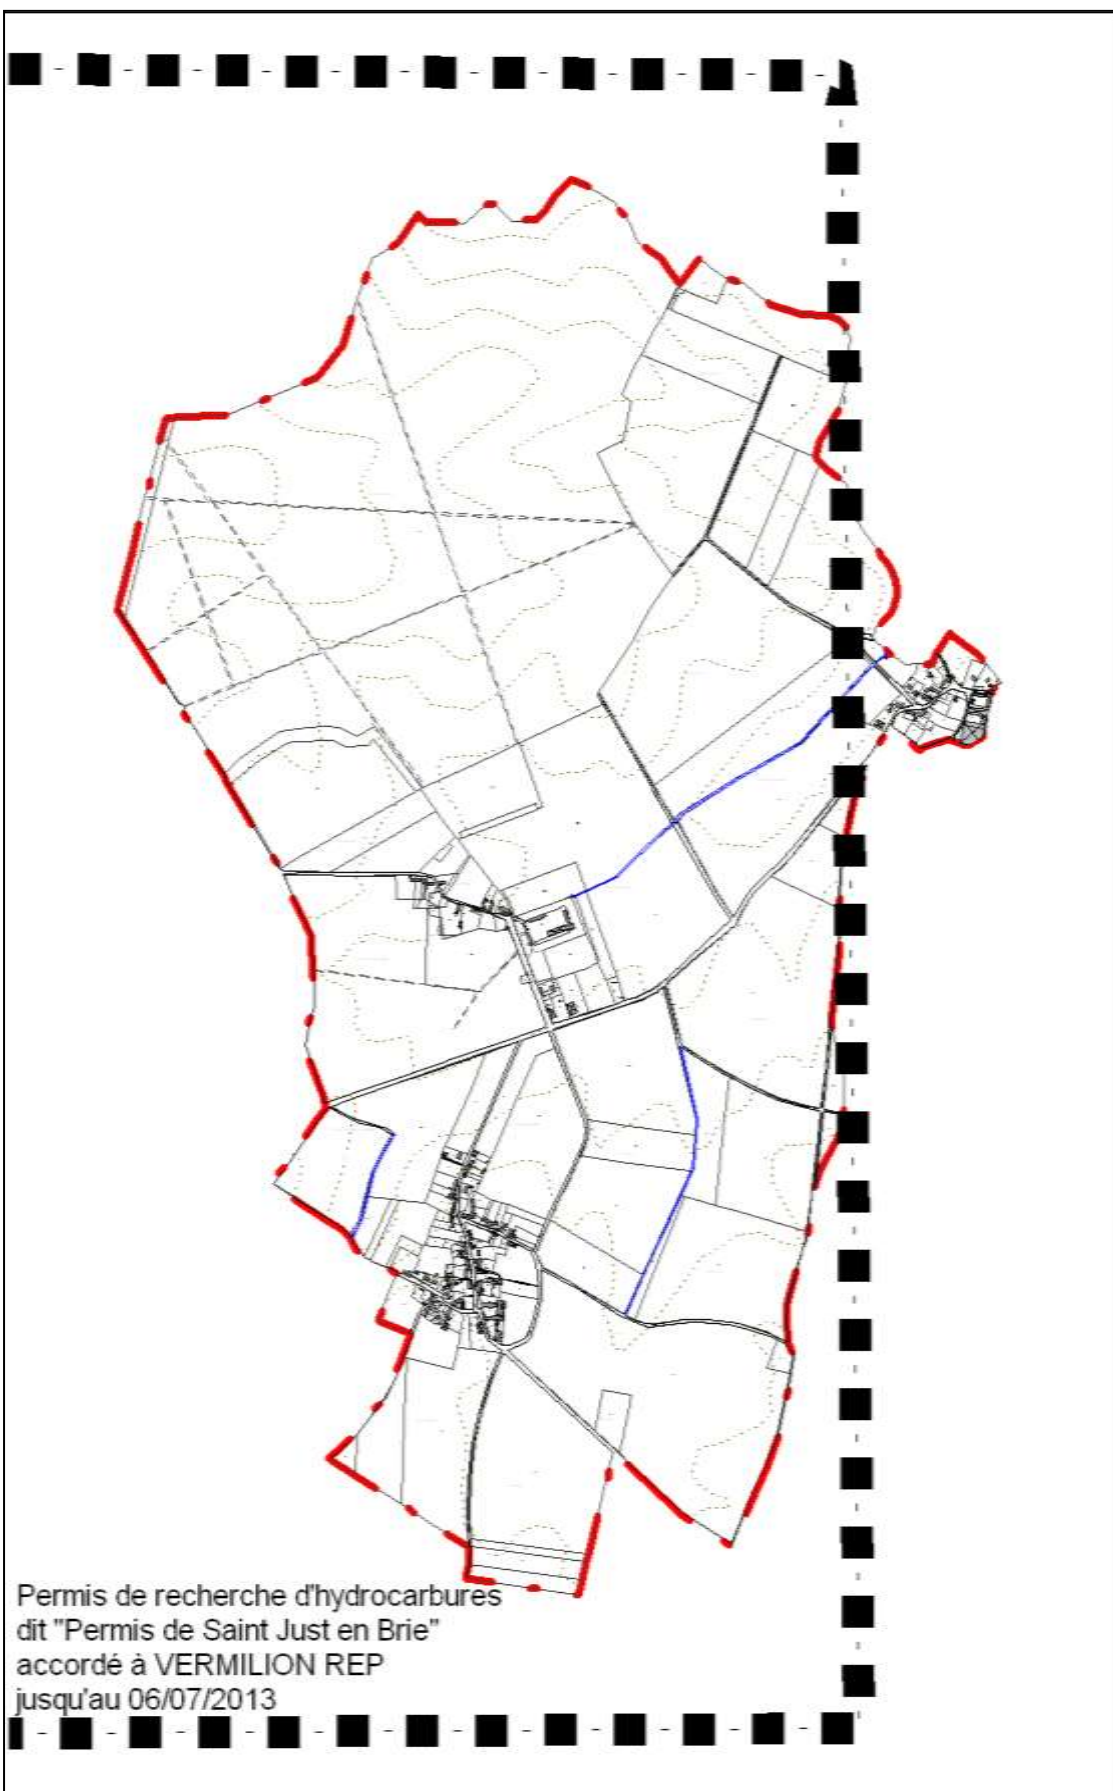 Permis de recherche d'hydrocarbures
dit "Permis de Saint Just en Brie"
accordé à VERMILION REP
jusqu'au 06/07/2013